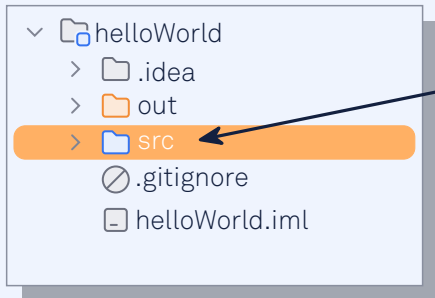 helloWorld
.idea
out
src
.gitignore
helloWorld.iml